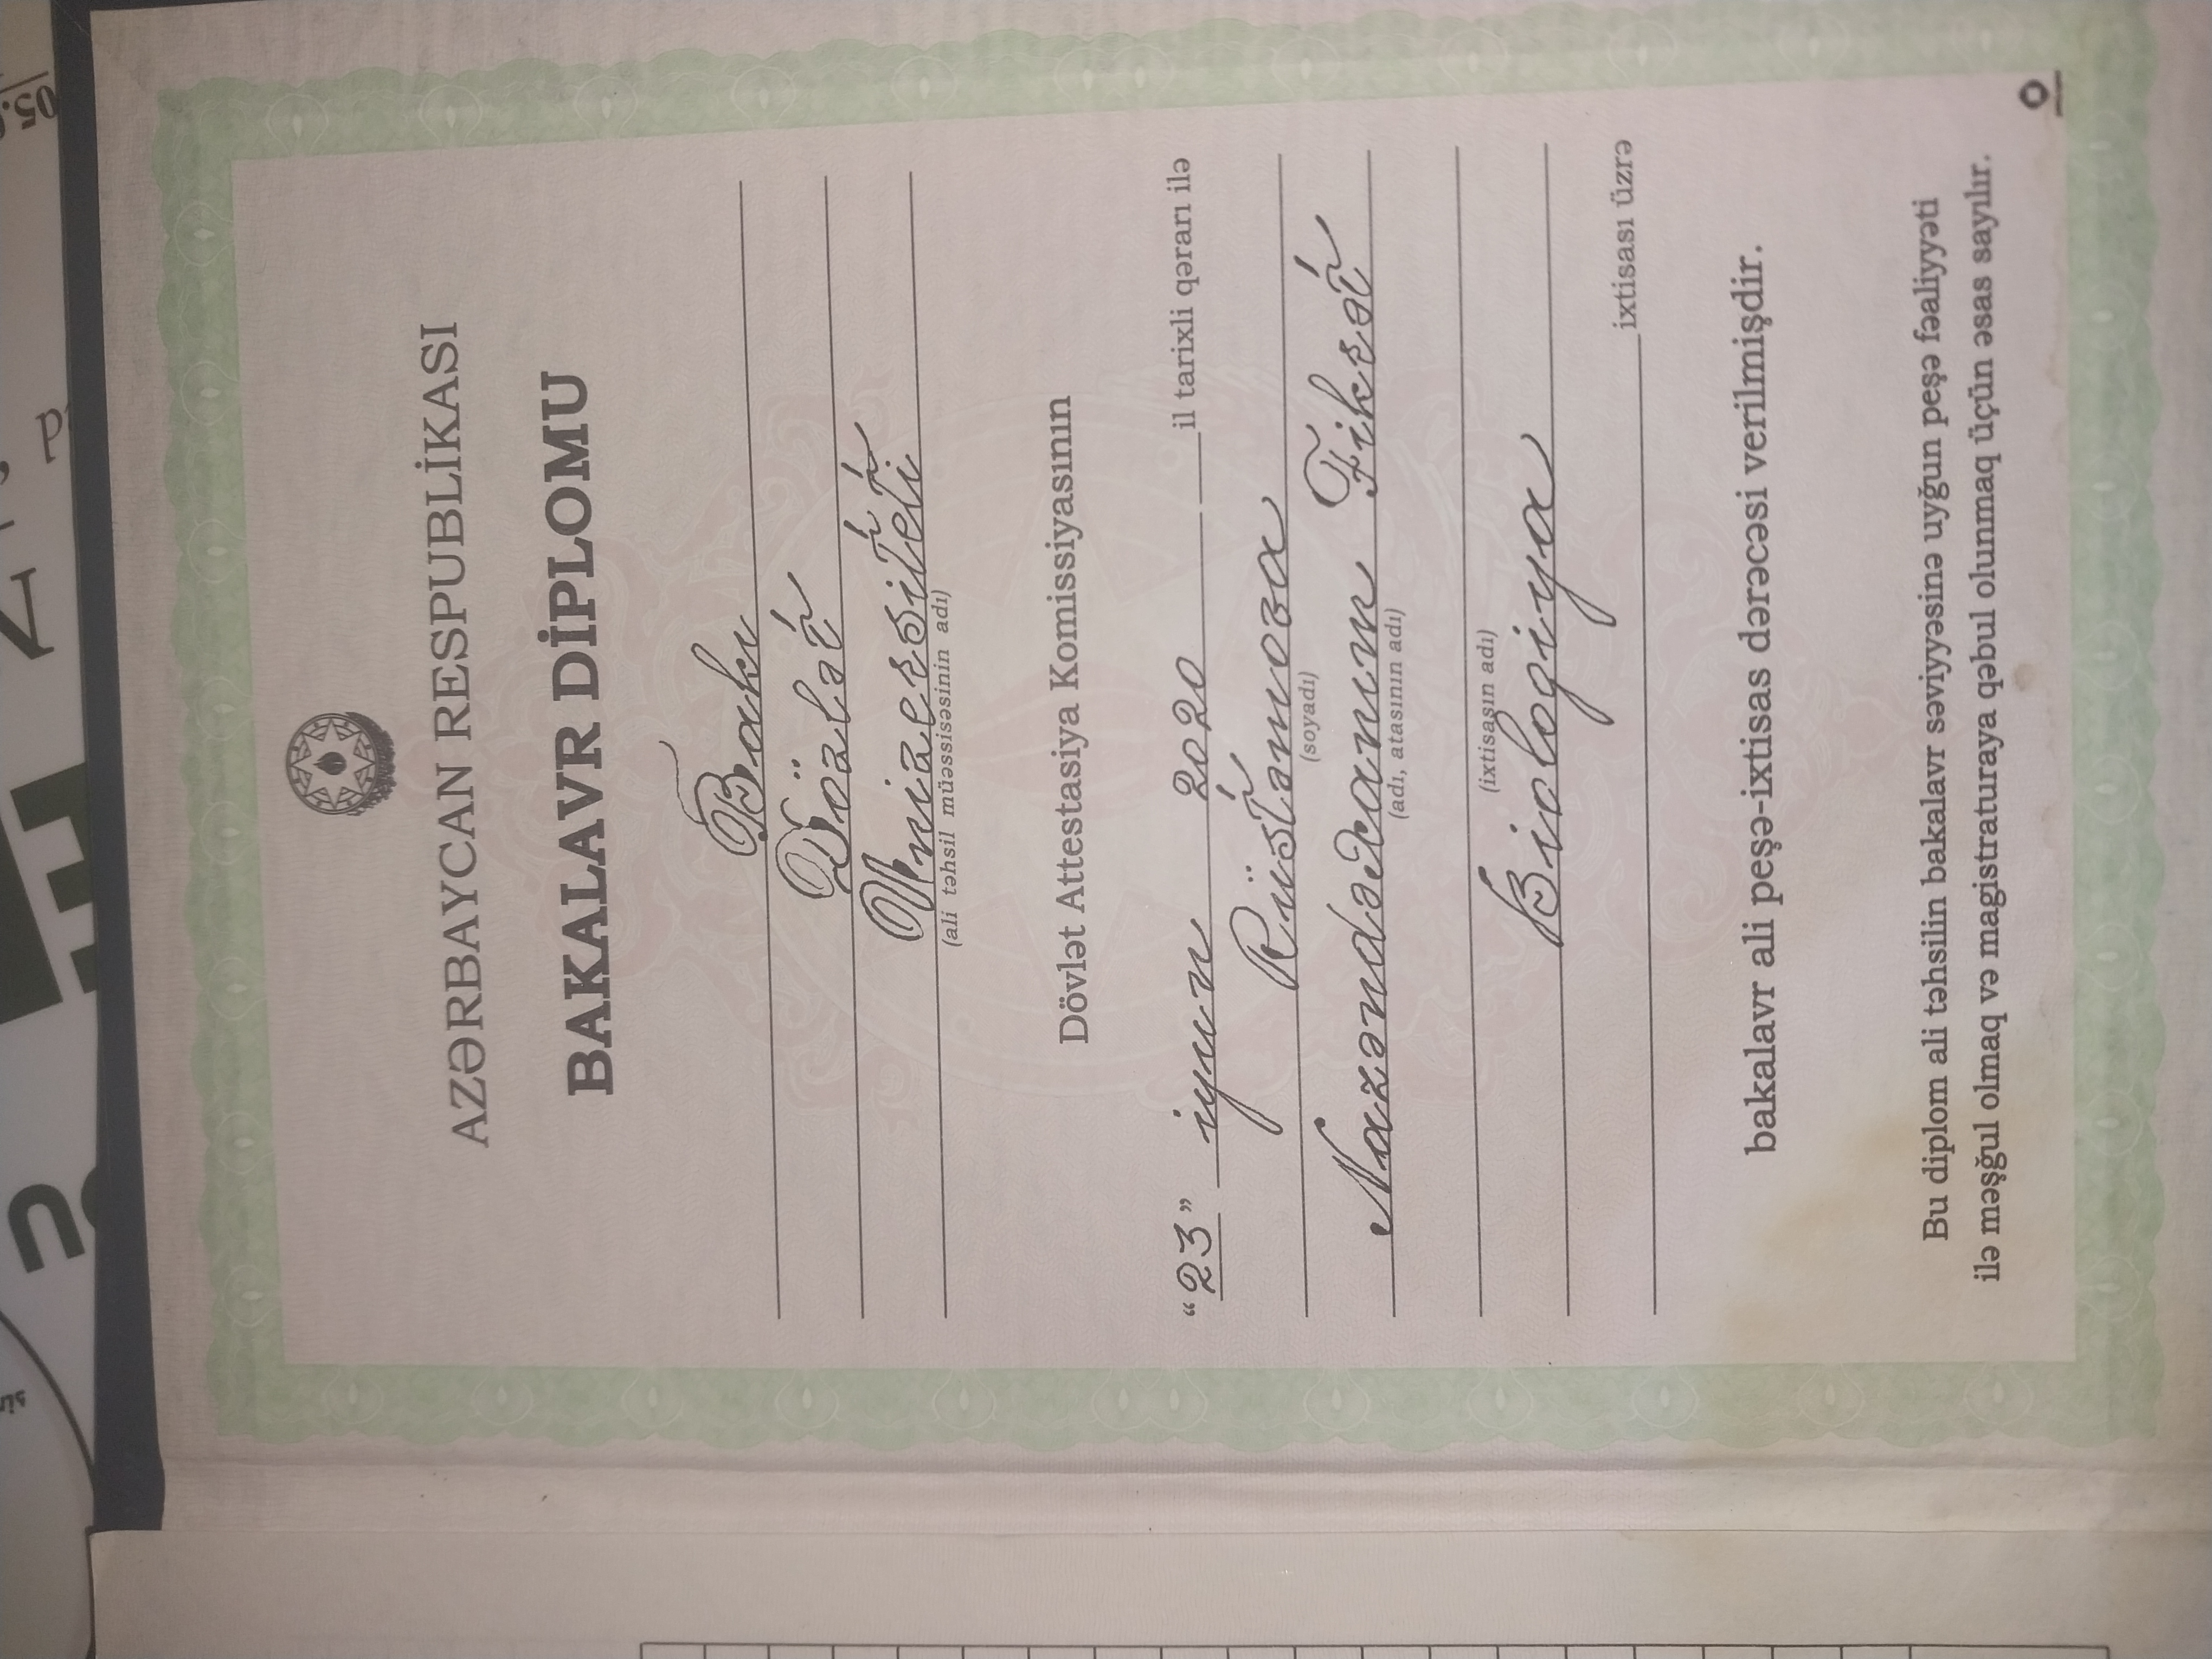 AZƏRBAYCAN RESPUBLİKASI
BAKALAVR DİPLOMU
Bakı
Dövlət
Universiteti
(ali təhsil müəssisəsinin adı)
Dövlət Attestasiya Komissiyasının
“23” iyun 2020 il tarixli qərarı ilə
Rüstəmova
(soyadı)
Nazəndəxanım Fikrət
(adı, atasının adı)
(ixtisasın adı)
Biologiya
ixtisası üzrə
bakalavr ali peşə-ixtisas dərəcəsi verilmişdir.
Bu diplom ali təhsilin bakalavr səviyyəsinə uyğun peşə fəaliyyəti
ilə məşğul olmaq və magistraturaya qəbul olunmaq üçün əsas sayılır.